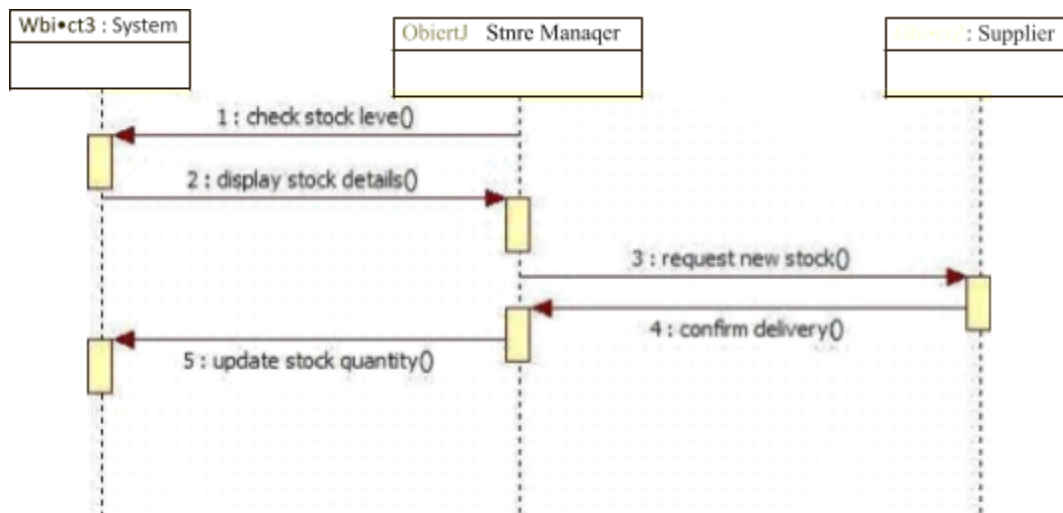 Wbi•ct3 : System
ObiertJ Stnre Manaqer
: Supplier
1 : check stock leve()
2 : display stock details()
3 : request new stock()
4 : confirm delivery()
5 : update stock quantity()